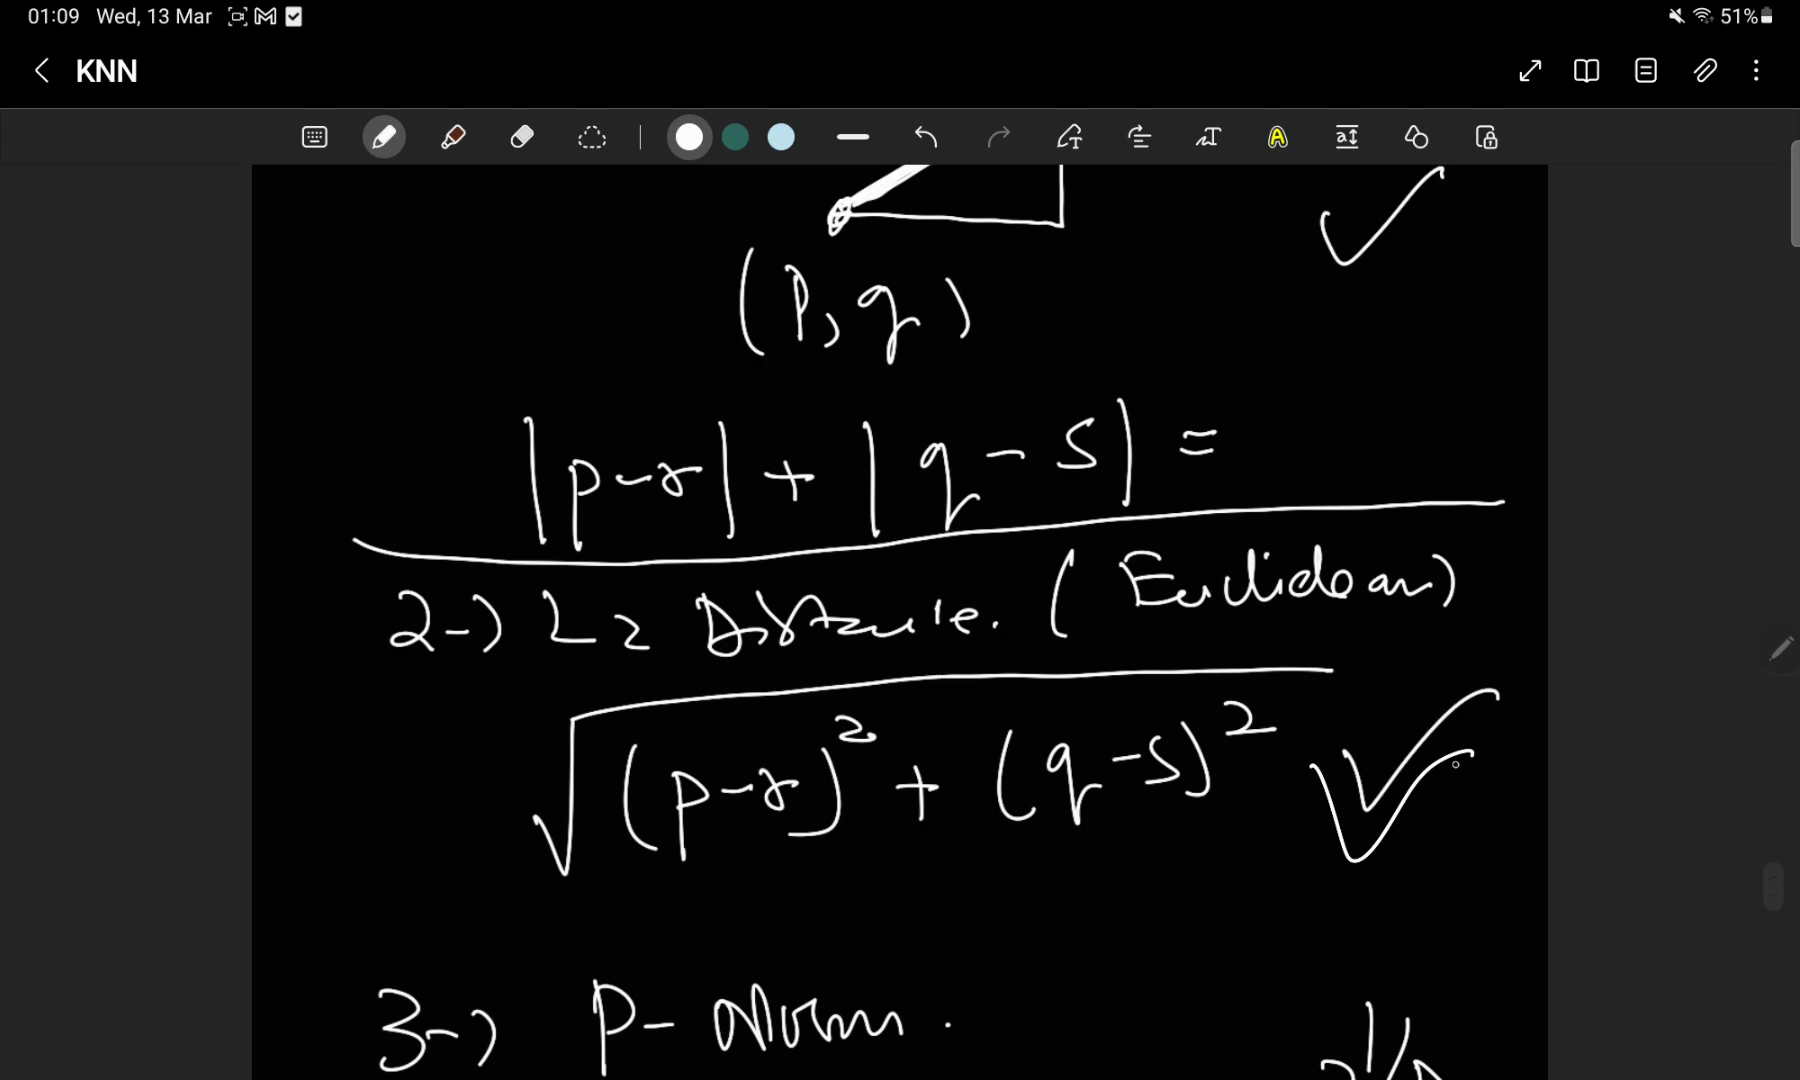 01:09 Wed, 13 Mar 51%
KNN
(P, q)
|p-r| + |q-s| =
2-) L2 Distance. (Euclidean)
√(p-r)² + (q-s)²
3-) P-Norm.